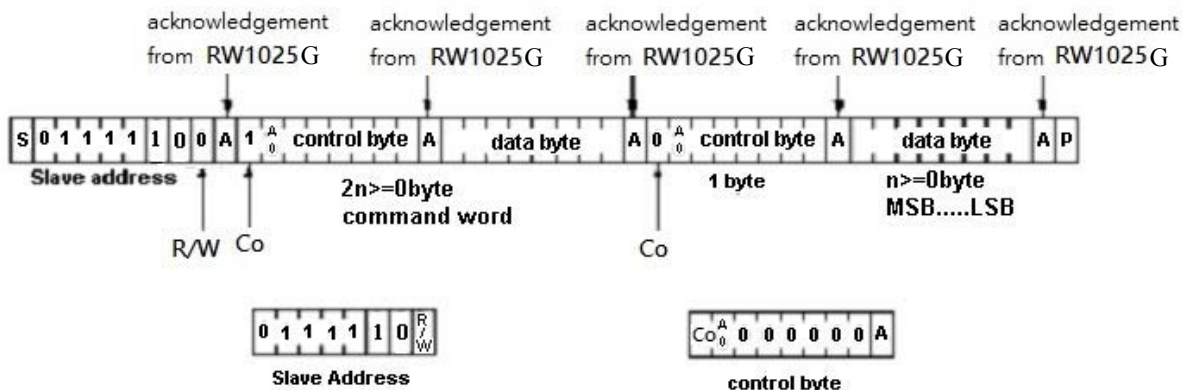 acknowledgement acknowledgement acknowledgement acknowledgement acknowledgement
from RW1025G from RW1025G from RW1025G from RW1025G from RW1025G
S 0 1 1 1 1 1 0 0 A 1 A0 control byte A data byte A 0 A0 control byte A data byte A P
Slave address 2n>=0byte 1 byte n>=0byte
command word MSB.....LSB
R/W Co Co
0 1 1 1 1 1 0 R/W Co A0 0 0 0 0 0 0 A
Slave Address control byte